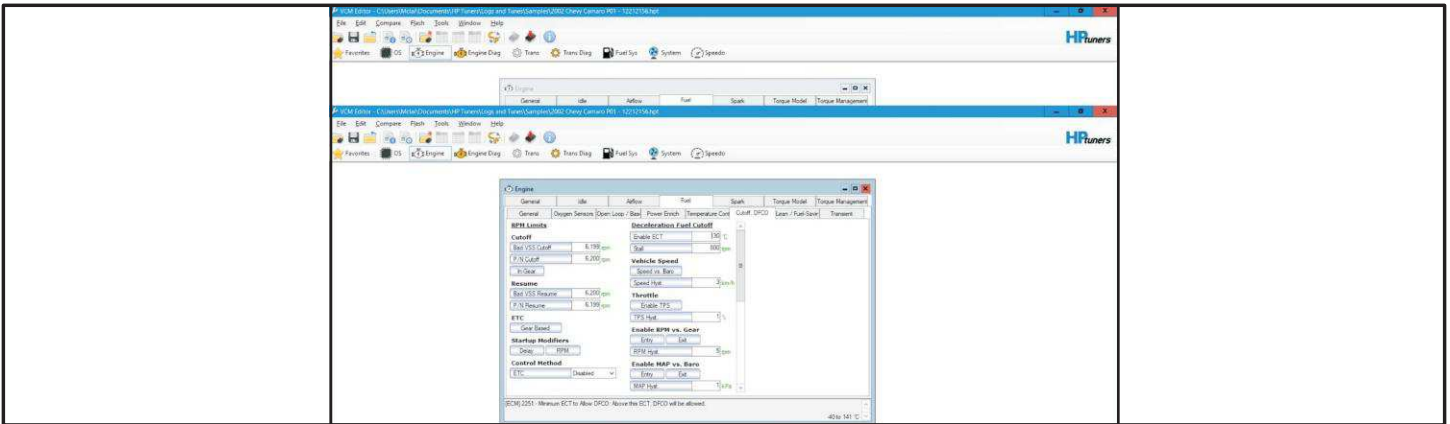 VCM Editor - C:\Users\Mctai\Documents\HP Tuners\Logs and Tunes\Samples\2002 Chevy Camaro P01 - 12212156.hpt
File Edit Compare Flash Tools Window Help
HPtuners
Favorites OS Engine Engine Diag Trans Trans Diag Fuel Sys System Speedo
Engine
General Idle Airflow Fuel Spark Torque Model Torque Management
VCM Editor - C:\Users\Mctai\Documents\HP Tuners\Logs and Tunes\Samples\2002 Chevy Camaro P01 - 12212156.hpt
File Edit Compare Flash Tools Window Help
HPtuners
Favorites OS Engine Engine Diag Trans Trans Diag Fuel Sys System Speedo
Engine
General Idle Airflow Fuel Spark Torque Model Torque Management
General Oxygen Sensors Open Loop / Base Power Enrich Temperature Cont Cutoff, DFCO Lean / Fuel Save Transient
RPM Limits
Cutoff
Bad VSS Cutoff 6,199 rpm
P/N Cutoff 6,200 rpm
In Gear
Resume
Bad VSS Resume 6,200 rpm
P/N Resume 6,199 rpm
ETC
Gear Based
Startup Modifiers
Delay RPM
Control Method
ETC Disabled
Deceleration Fuel Cutoff
Enable ECT 130 °C
Stall 800 rpm
Vehicle Speed
Speed vs. Baro
Speed Hyst. 3 km/h
Throttle
Enable TPS
TPS Hyst. 1 %
Enable RPM vs. Gear
Entry Exit
RPM Hyst. 5 rpm
Enable MAP vs. Baro
Entry Exit
MAP Hyst. 1 kPa
[ECM] 2251 - Minimum ECT to Allow DFCO. Above this ECT, DFCO will be allowed.
-40 to 141 °C